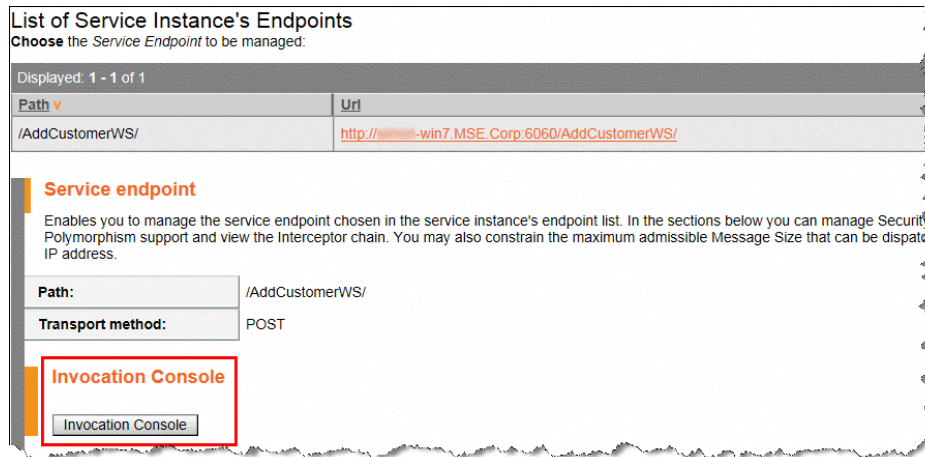 List of Service Instance's Endpoints
Choose the Service Endpoint to be managed:
Displayed: 1 - 1 of 1
Path v Url
/AddCustomerWS/ http:// -win7.MSE.Corp:6060/AddCustomerWS/
Service endpoint
Enables you to manage the service endpoint chosen in the service instance's endpoint list. In the sections below you can manage Security
Polymorphism support and view the Interceptor chain. You may also constrain the maximum admissible Message Size that can be dispatc
IP address.
Path: /AddCustomerWS/
Transport method: POST
Invocation Console
Invocation Console